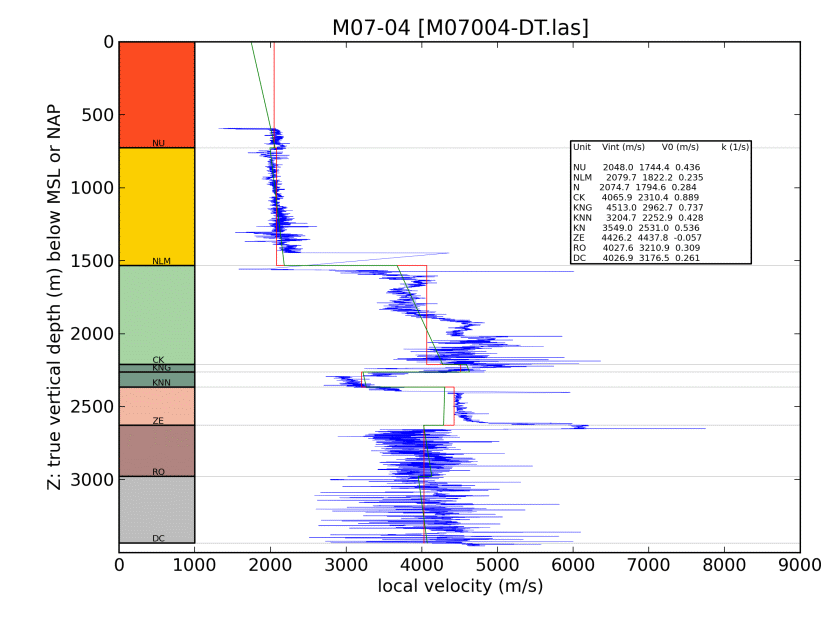 M07-04 [M07004-DT.las]
Z: true vertical depth (m) below MSL or NAP
0
500
1000
1500
2000
2500
3000
NU
NLM
CK
KNG
KNN
ZE
RO
DC
Unit Vint (m/s) V0 (m/s) k (1/s)
NU 2048.0 1744.4 0.436
NLM 2079.7 1822.2 0.235
N 2074.7 1794.6 0.284
CK 4065.9 2310.4 0.889
KNG 4513.0 2962.7 0.737
KNN 3204.7 2252.9 0.428
KN 3549.0 2531.0 0.536
ZE 4426.2 4437.8 -0.057
RO 4027.6 3210.9 0.309
DC 4026.9 3176.5 0.261
0 1000 2000 3000 4000 5000 6000 7000 8000 9000
local velocity (m/s)